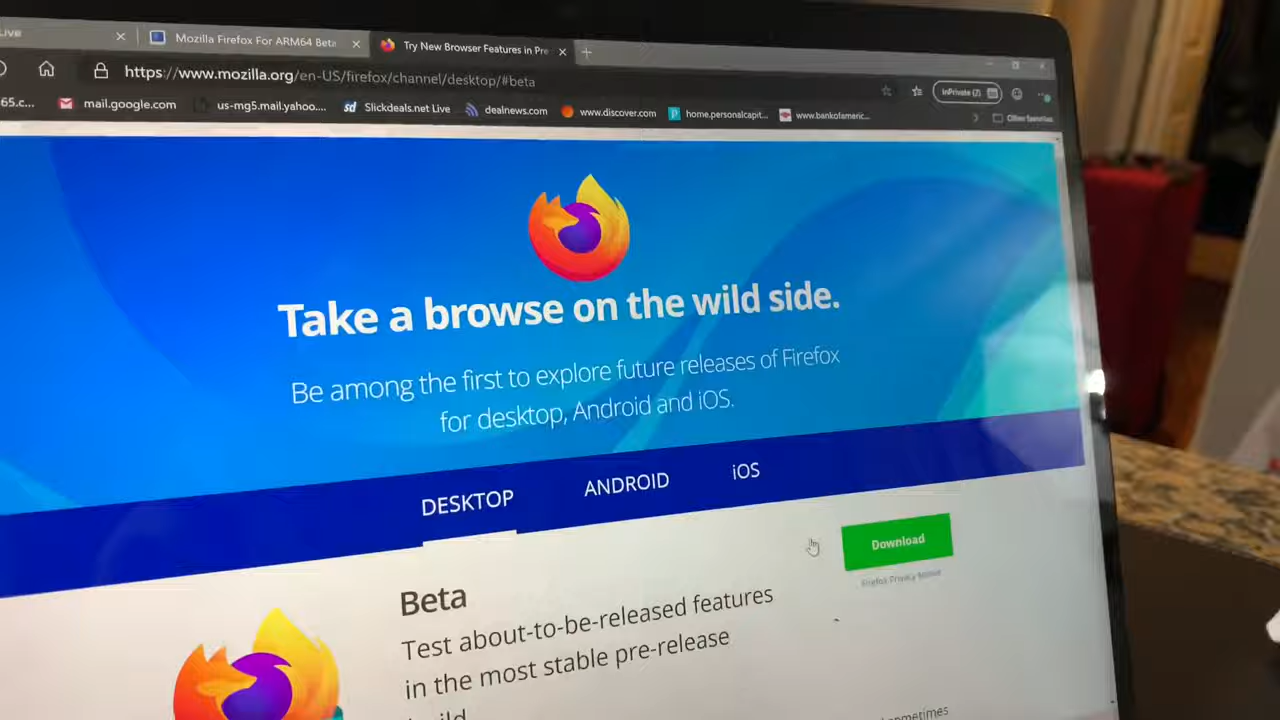 Live
Mozilla Firefox For ARM64 Beta
Try New Browser Features in Pre
https://www.mozilla.org/en-US/firefox/channel/desktop/#beta
InPrivate (2)
65.c...
mail.google.com
us-mg5.mail.yahoo....
sd Slickdeals.net Live
dealnews.com
www.discover.com
P home.personalcapit...
www.bankofameric...
Other favorites
Take a browse on the wild side.
Be among the first to explore future releases of Firefox
for desktop, Android and iOS.
DESKTOP
ANDROID
iOS
Download
Firefox Privacy Notice
Beta
Test about-to-be-released features
in the most stable pre-release
build.
sometimes